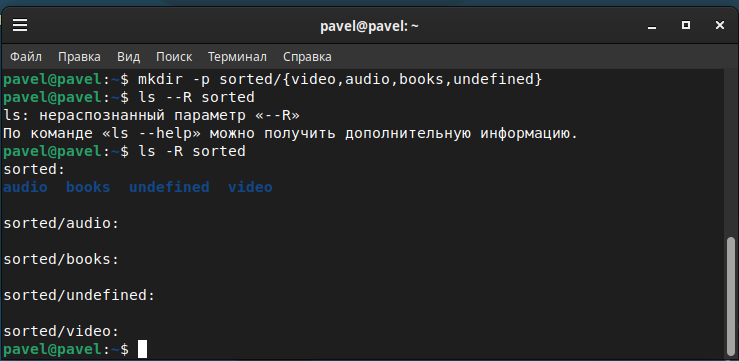 pavel@pavel: ~
Файл Правка Вид Поиск Терминал Справка
pavel@pavel:~$ mkdir -p sorted/{video,audio,books,undefined}
pavel@pavel:~$ ls --R sorted
ls: нераспознанный параметр «--R»
По команде «ls --help» можно получить дополнительную информацию.
pavel@pavel:~$ ls -R sorted
sorted:
audio  books  undefined  video
sorted/audio:
sorted/books:
sorted/undefined:
sorted/video:
pavel@pavel:~$